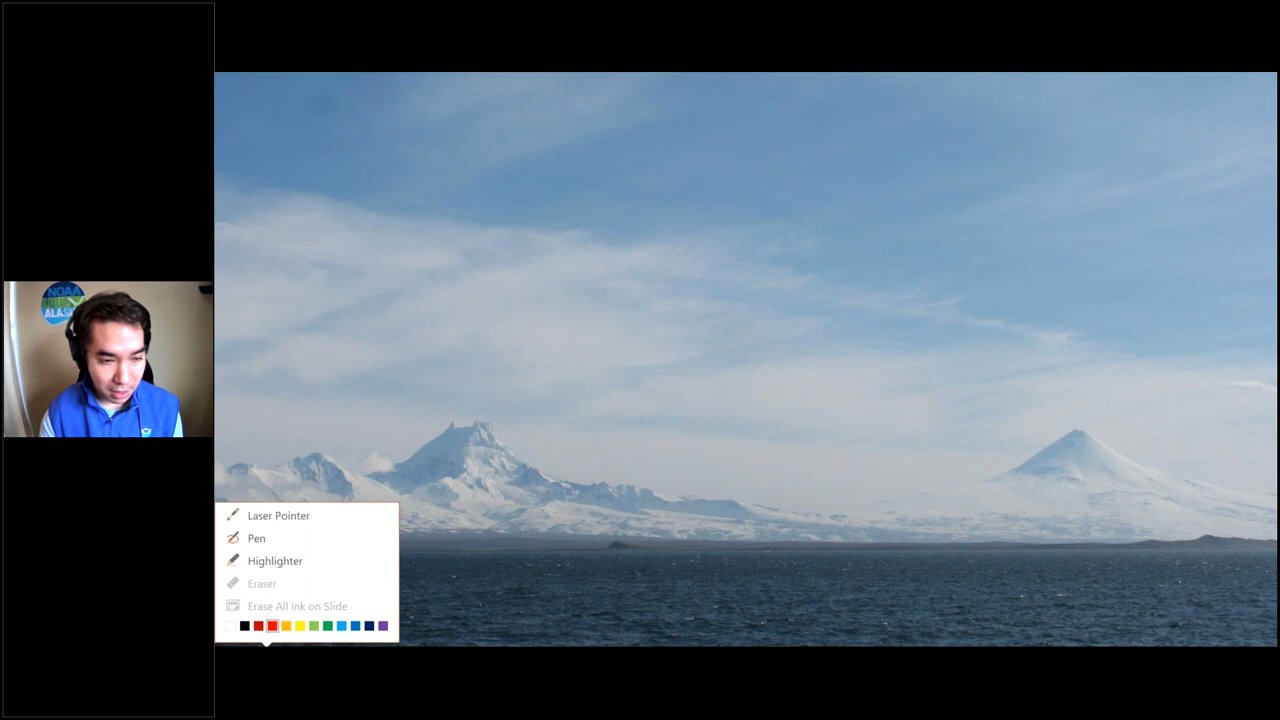 NOAA
ALASKA
Laser Pointer
Pen
Highlighter
Eraser
Erase All Ink on Slide